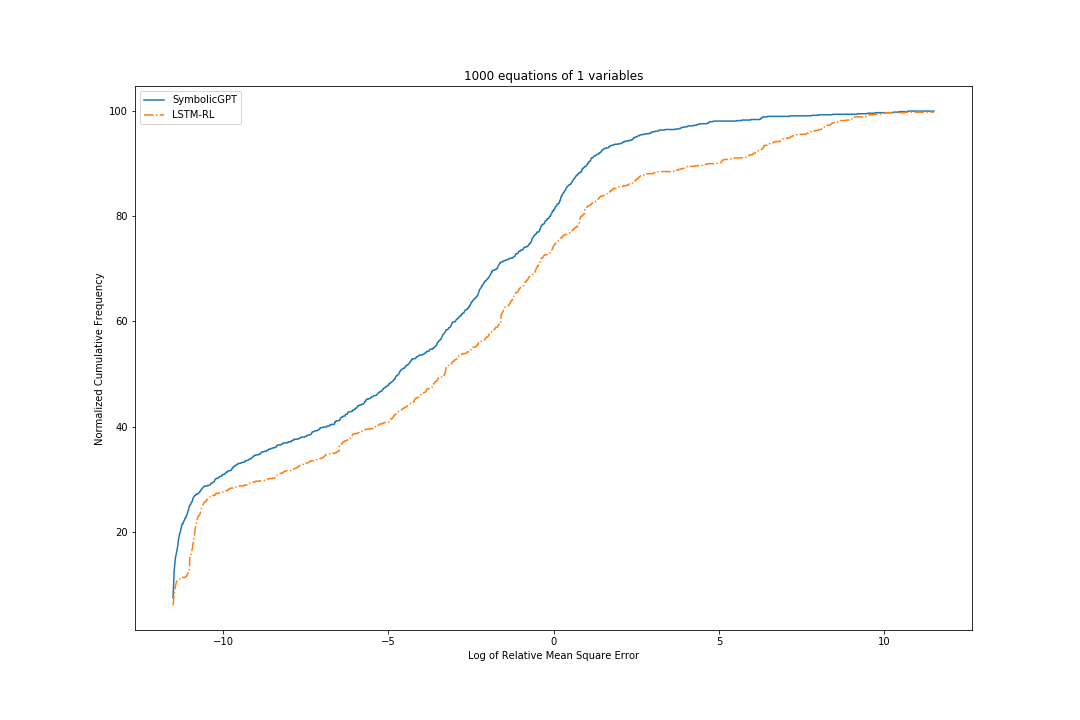 1000 equations of 1 variables
SymbolicGPT
LSTM-RL
Normalized Cumulative Frequency
100
80
60
40
20
−10
−5
0
5
10
Log of Relative Mean Square Error